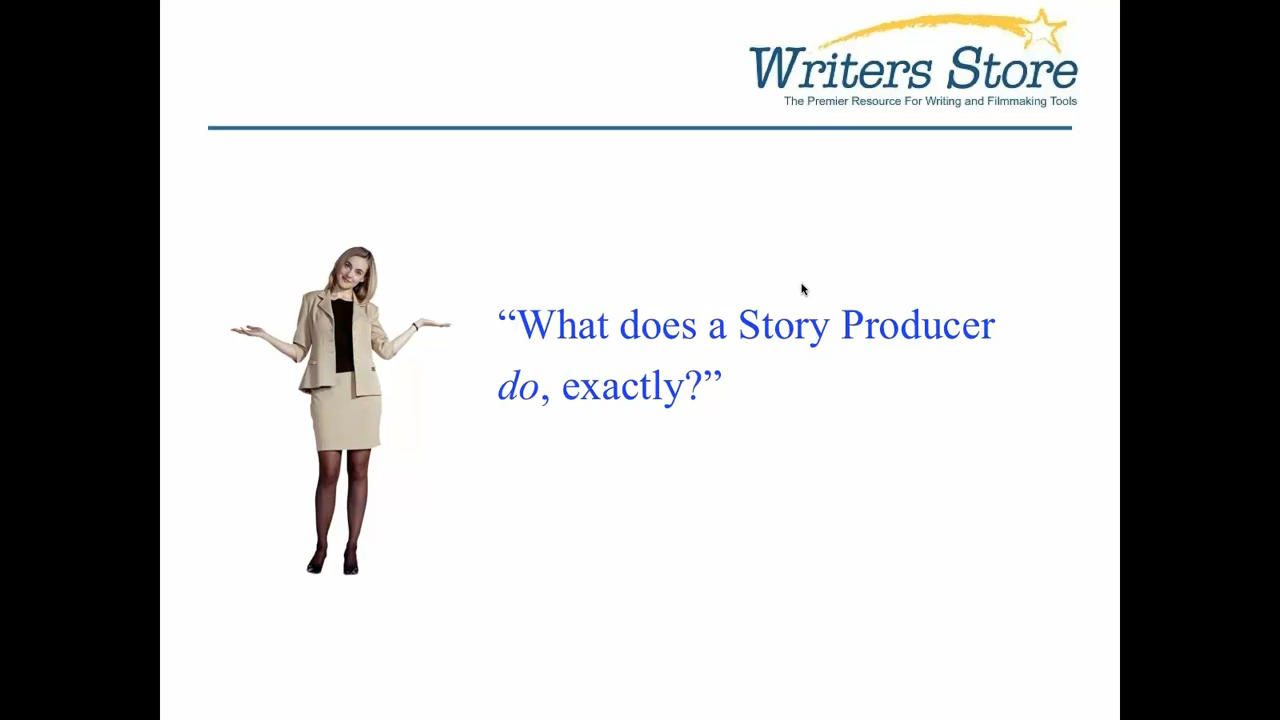 Writers Store
The Premier Resource For Writing and Filmmaking Tools
“What does a Story Producer
do, exactly?”